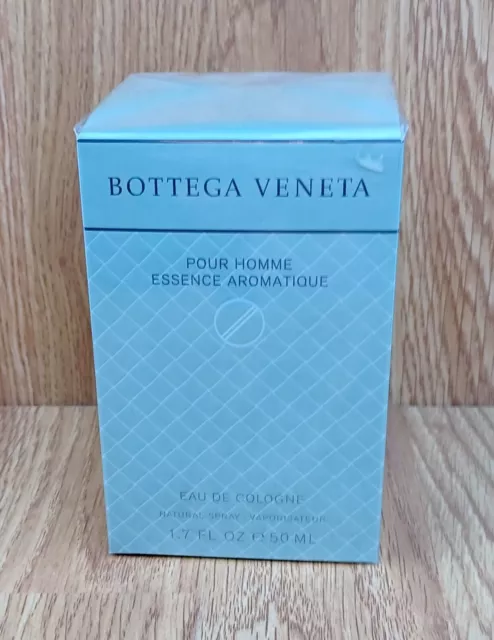 BOTTEGA VENETA
POUR HOMME
ESSENCE AROMATIQUE
EAU DE COLOGNE
NATURAL SPRAY - VAPORISATEUR
1.7 FL OZ ℮ 50 ML